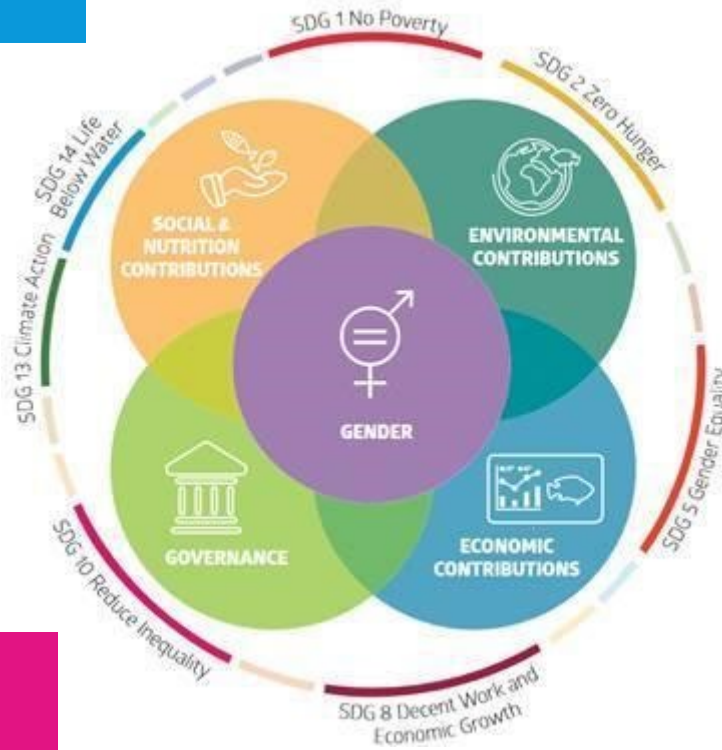 SDG 1 No Poverty
SDG 2 Zero Hunger
SDG 14 Life
Below Water
SOCIAL &
NUTRITION
CONTRIBUTIONS
ENVIRONMENTAL
CONTRIBUTIONS
SDG 13 Climate Action
GENDER
SDG 5 Gender Equality
GOVERNANCE
ECONOMIC
CONTRIBUTIONS
SDG 10 Reduce Inequality
SDG 8 Decent Work and
Economic Growth